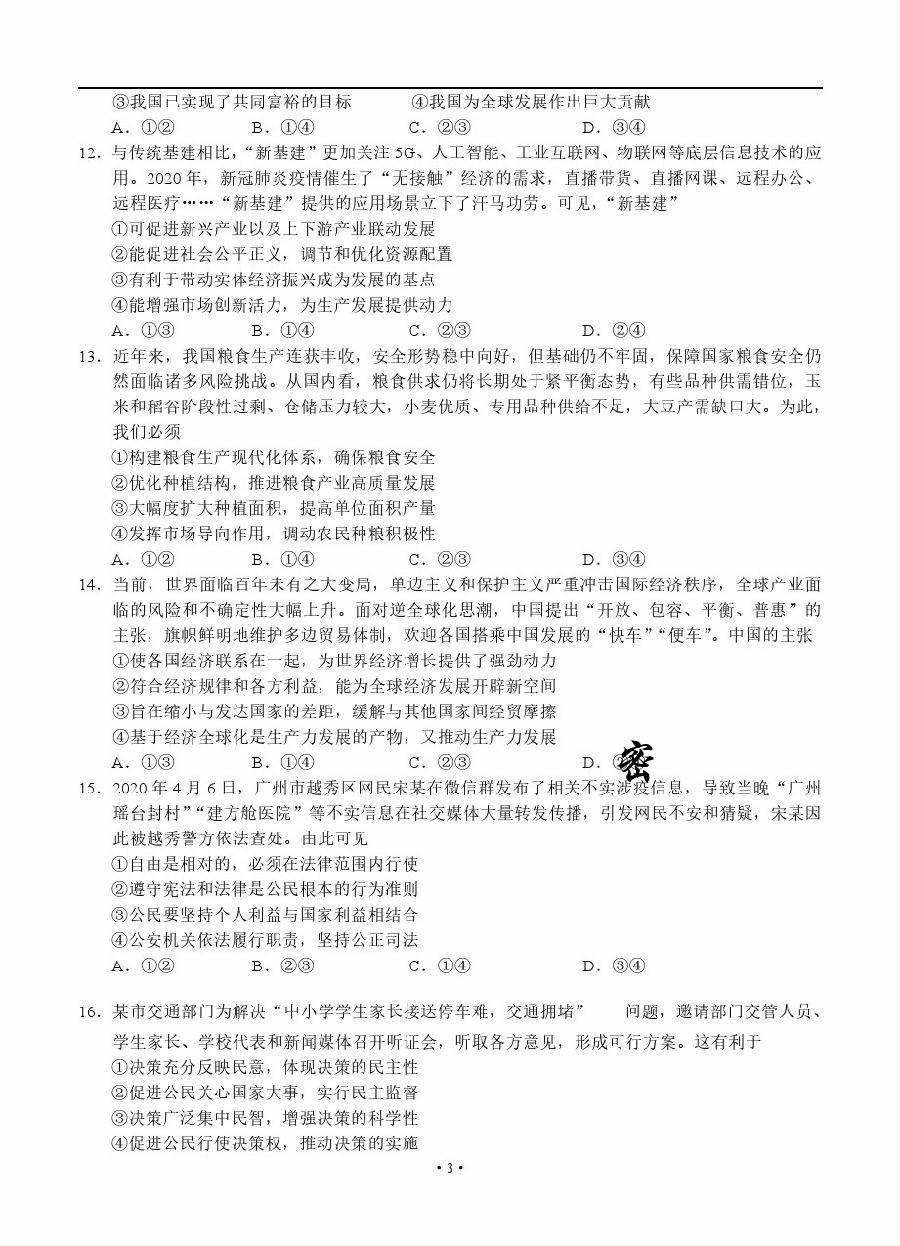 ③我国已实现了共同富裕的目标 ④我国为全球发展作出巨大贡献
A．①② B．①④ C．②③ D．③④
12．与传统基建相比，“新基建”更加关注 5G、人工智能、工业互联网、物联网等底层信息技术的应
用。2020 年，新冠肺炎疫情催生了“无接触”经济的需求，直播带货、直播网课、远程办公、
远程医疗……“新基建”提供的应用场景立下了汗马功劳。可见，“新基建”
①可促进新兴产业以及上下游产业联动发展
②能促进社会公平正义，调节和优化资源配置
③有利于带动实体经济振兴成为发展的基点
④能增强市场创新活力，为生产发展提供动力
A．①③ B．①④ C．②③ D．②④
13．近年来，我国粮食生产连获丰收，安全形势稳中向好，但基础仍不牢固，保障国家粮食安全仍
然面临诸多风险挑战。从国内看，粮食供求仍将长期处于紧平衡态势，有些品种供需错位，玉
米和稻谷阶段性过剩、仓储压力较大，小麦优质、专用品种供给不足，大豆产需缺口大。为此，
我们必须
①构建粮食生产现代化体系，确保粮食安全
②优化种植结构，推进粮食产业高质量发展
③大幅度扩大种植面积，提高单位面积产量
④发挥市场导向作用，调动农民种粮积极性
A．①② B．①④ C．②③ D．③④
14．当前，世界面临百年未有之大变局，单边主义和保护主义严重冲击国际经济秩序，全球产业面
临的风险和不确定性大幅上升。面对逆全球化思潮，中国提出“开放、包容、平衡、普惠”的
主张，旗帜鲜明地维护多边贸易体制，欢迎各国搭乘中国发展的“快车”“便车”。中国的主张
①使各国经济联系在一起，为世界经济增长提供了强劲动力
②符合经济规律和各方利益，能为全球经济发展开辟新空间
③旨在缩小与发达国家的差距，缓解与其他国家间经贸摩擦
④基于经济全球化是生产力发展的产物，又推动生产力发展
A．①③ B．①④ C．②③ D．
密
15．2020 年 4 月 6 日，广州市越秀区网民宋某在微信群发布了相关不实涉疫信息，导致当晚“广州
瑶台封村”“建方舱医院”等不实信息在社交媒体大量转发传播，引发网民不安和猜疑，宋某因
此被越秀警方依法查处。由此可见
①自由是相对的，必须在法律范围内行使
②遵守宪法和法律是公民根本的行为准则
③公民要坚持个人利益与国家利益相结合
④公安机关依法履行职责，坚持公正司法
A．①② B．②③ C．①④ D．③④
16．某市交通部门为解决“中小学学生家长接送停车难，交通拥堵” 问题，邀请部门交管人员、
学生家长、学校代表和新闻媒体召开听证会，听取各方意见，形成可行方案。这有利于
①决策充分反映民意，体现决策的民主性
②促进公民关心国家大事，实行民主监督
③决策广泛集中民智，增强决策的科学性
④促进公民行使决策权，推动决策的实施
• 3 •